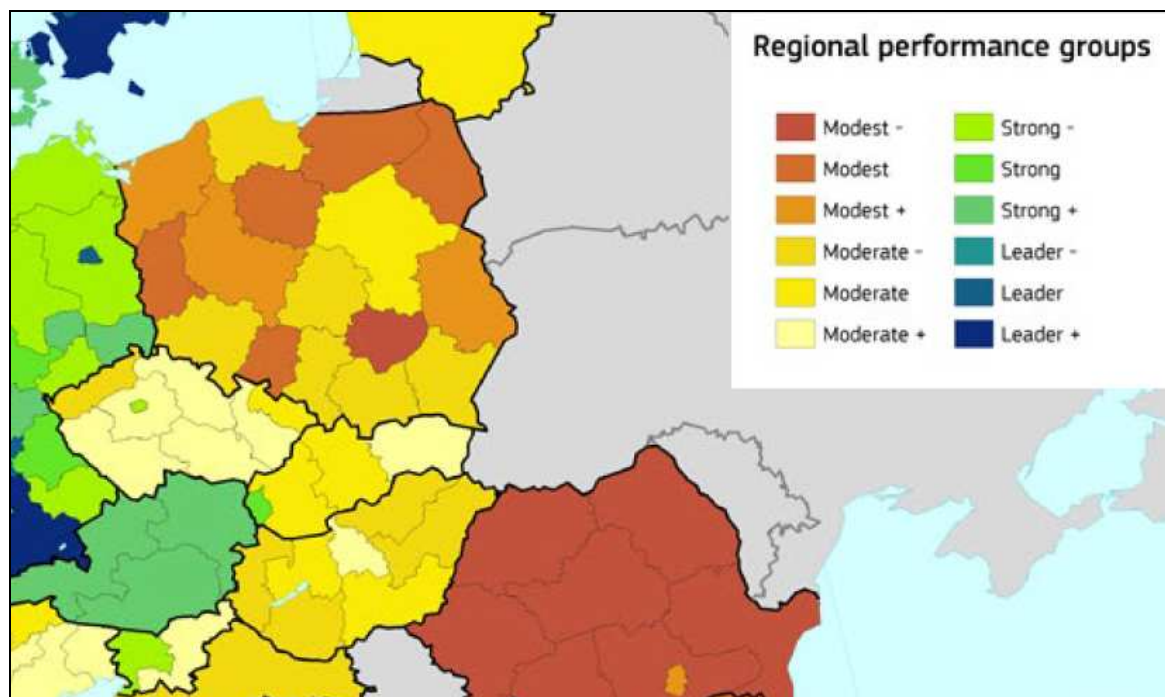 Regional performance groups
Modest -
Modest
Modest +
Moderate -
Moderate
Moderate +
Strong -
Strong
Strong +
Leader -
Leader
Leader +